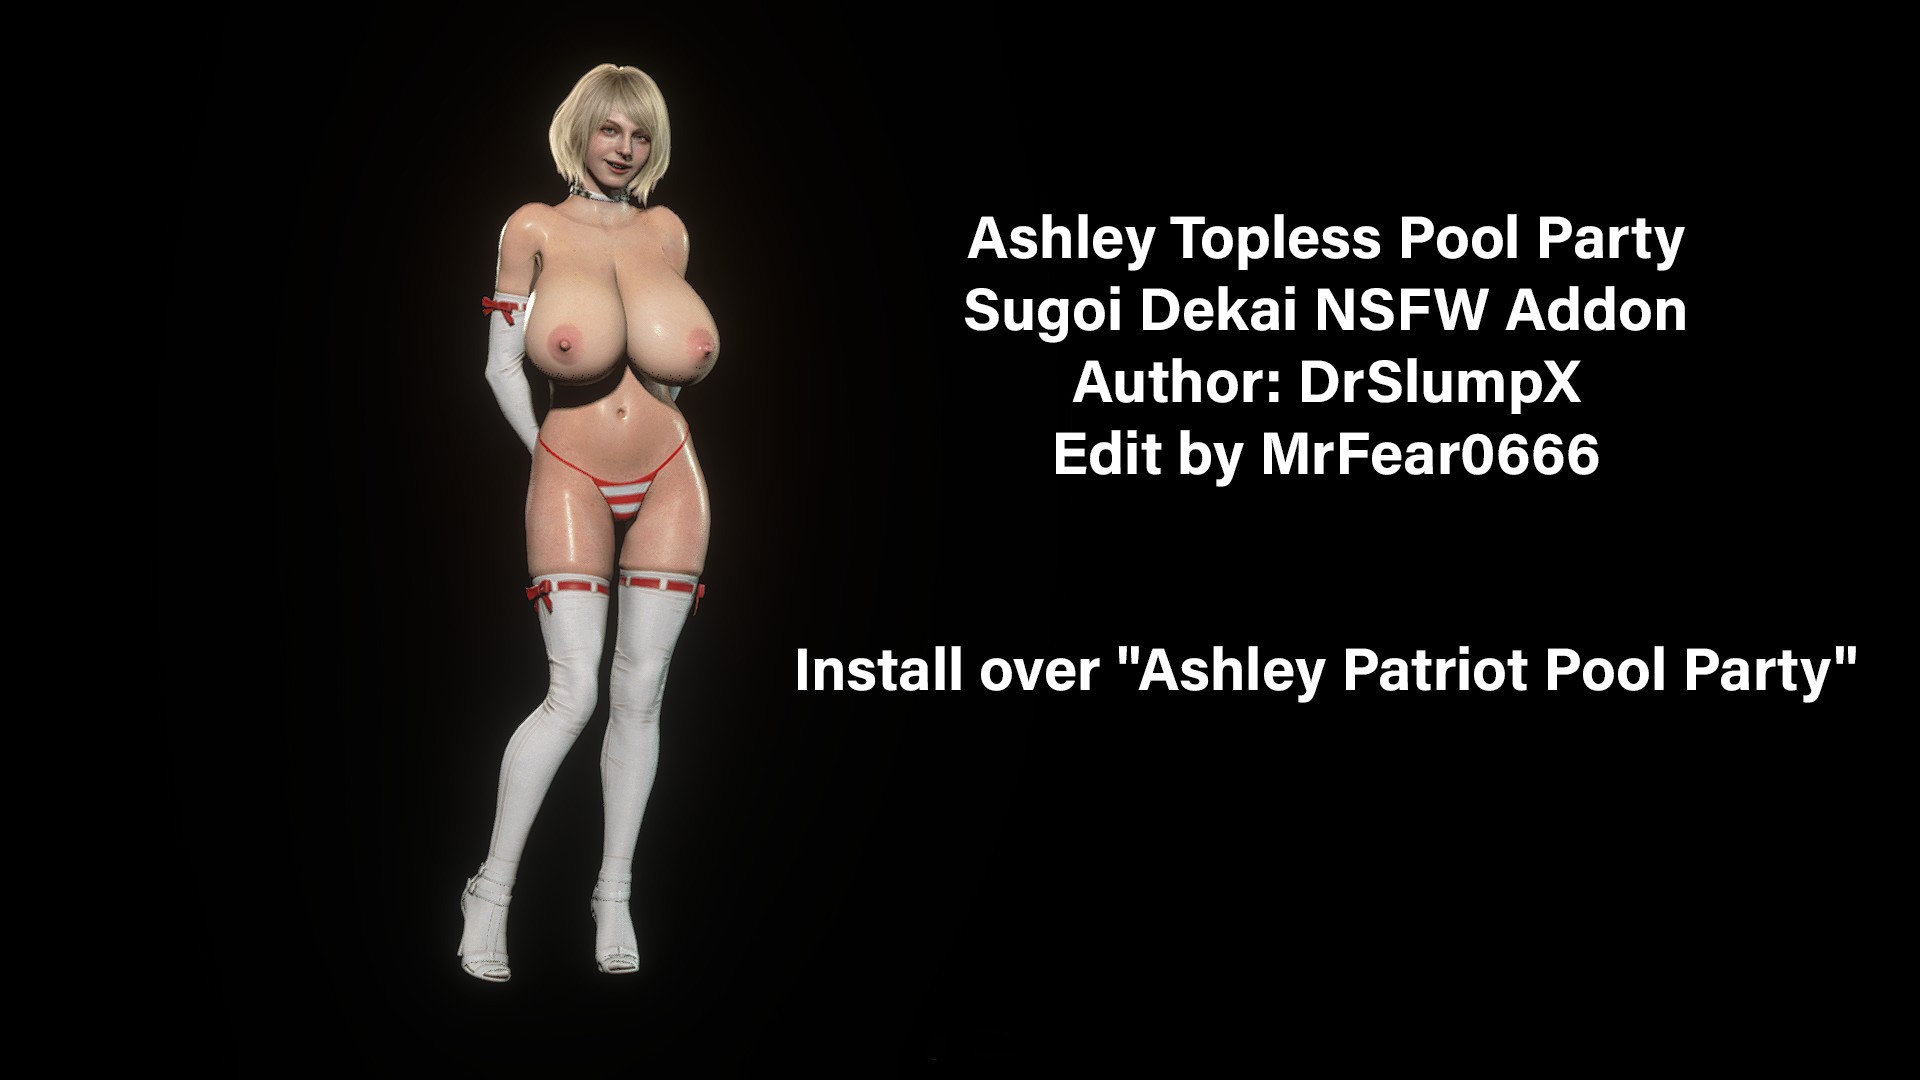 Ashley Topless Pool Party
Sugoi Dekai NSFW Addon
Author: DrSlumpX
Edit by MrFear0666
Install over "Ashley Patriot Pool Party"